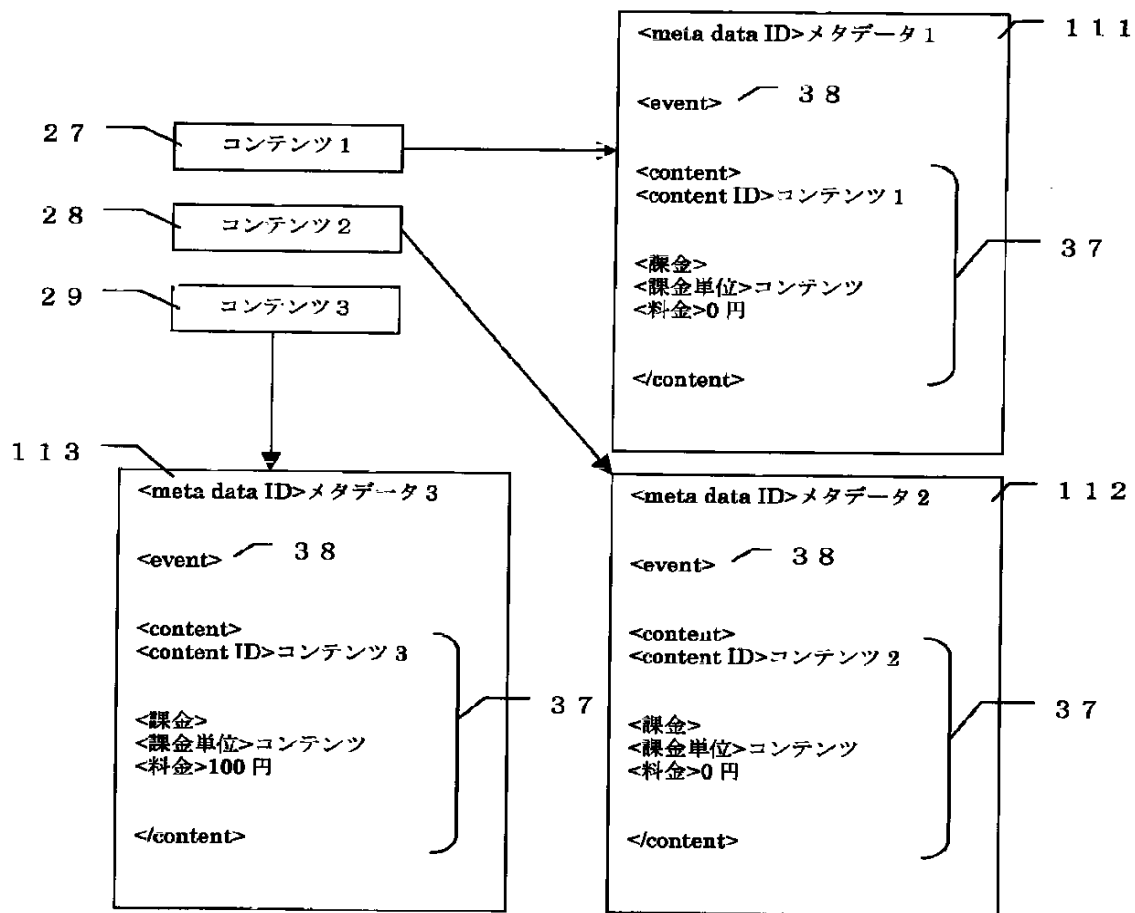 <meta data ID>メタデータ1
111
<event>
38
<content>
<content ID>コンテンツ1
37
<課金>
<課金単位>コンテンツ
<料金>0円
</content>
27
コンテンツ1
28
コンテンツ2
29
コンテンツ3
113
<meta data ID>メタデータ3
<event>
38
<content>
<content ID>コンテンツ3
37
<課金>
<課金単位>コンテンツ
<料金>100円
</content>
<meta data ID>メタデータ2
112
<event>
38
<content>
<content ID>コンテンツ2
37
<課金>
<課金単位>コンテンツ
<料金>0円
</content>